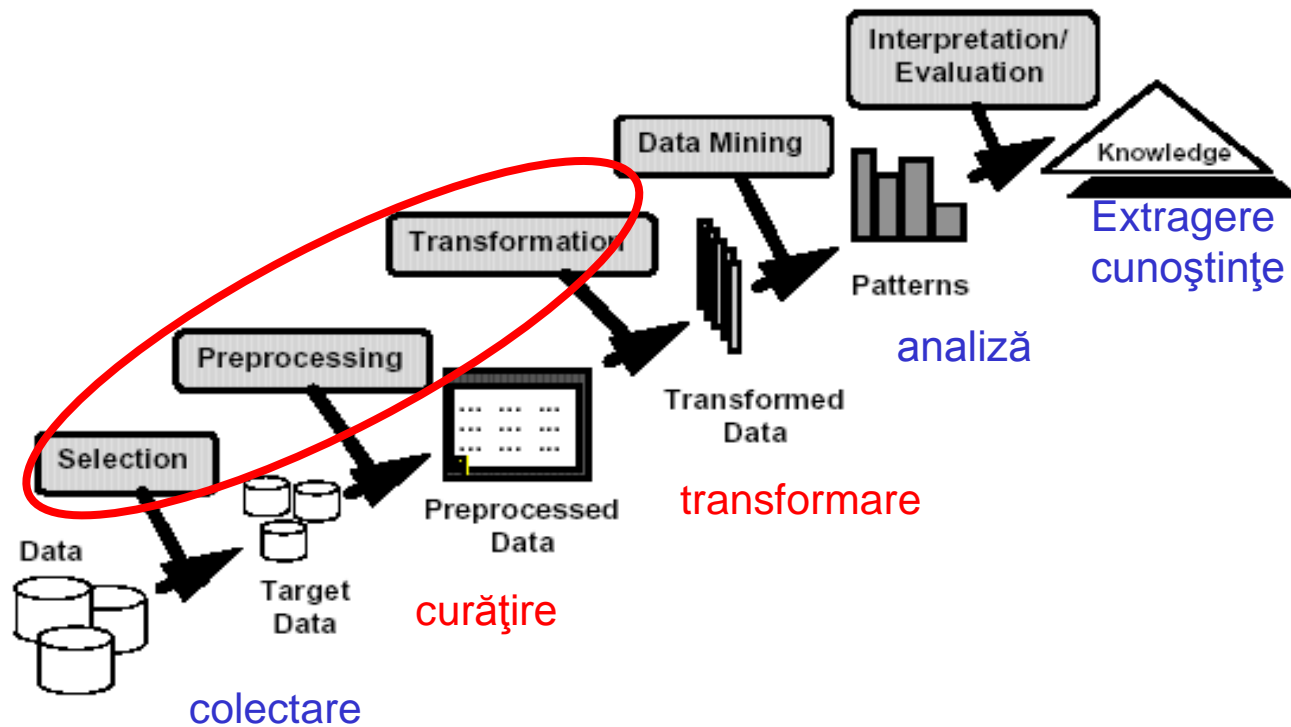 Interpretation/
Evaluation
Data Mining
Knowledge
Extragere
cunoştinţe
Transformation
Patterns
analiză
Preprocessing
... ... ...
... ... ...
... ... ...
Transformed
Data
Selection
Preprocessed
Data
transformare
Data
Target
Data
curăţire
colectare